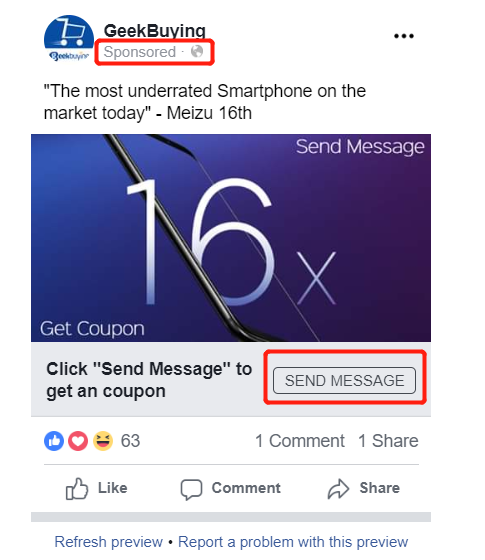 GeekBuying
Sponsored ·
Geekbuying
"The most underrated Smartphone on the
market today" - Meizu 16th
Send Message
16x
Get Coupon
Click "Send Message" to
get an coupon
SEND MESSAGE
63
1 Comment 1 Share
Like Comment Share
Refresh preview • Report a problem with this preview